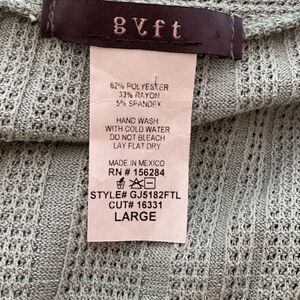 gyft
62% POLYESTER
33% RAYON
5% SPANDEX
HAND WASH
WITH COLD WATER
DO NOT BLEACH
LAY FLAT DRY
MADE IN MEXICO
RN # 156284
STYLE# GJ5182FTL
CUT# 16331
LARGE